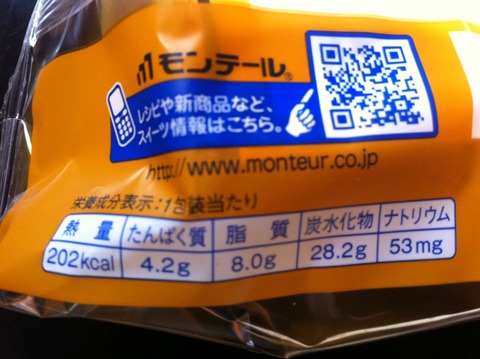 モンテール®
レシピや新商品など、
スイーツ情報はこちら。
http://www.monteur.co.jp
栄養成分表示:1包装当たり
熱量 たんぱく質 脂質 炭水化物 ナトリウム
202kcal 4.2g 8.0g 28.2g 53mg